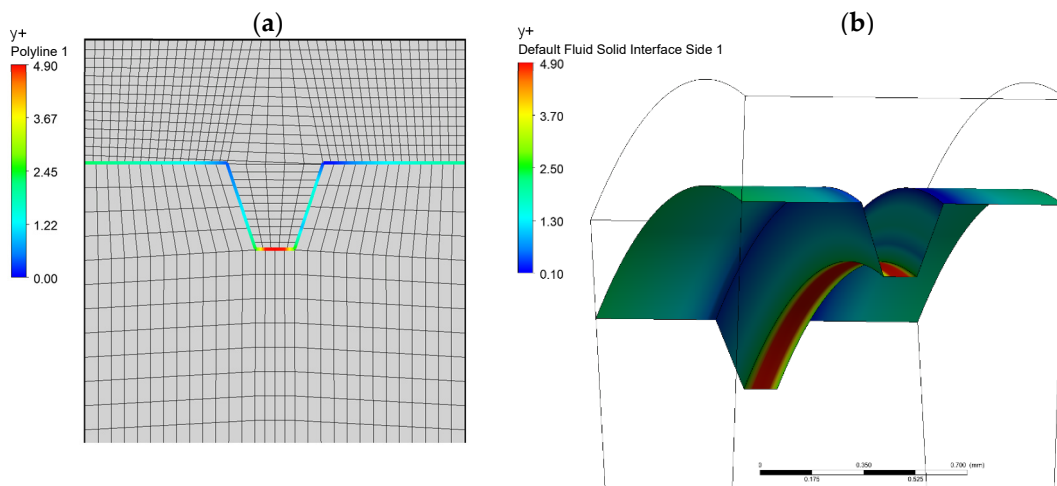 (a)
y+
Polyline 1
4.90
3.67
2.45
1.22
0.00
(b)
y+
Default Fluid Solid Interface Side 1
4.90
3.70
2.50
1.30
0.10
0 0.350 0.700 (mm)
0.175 0.525